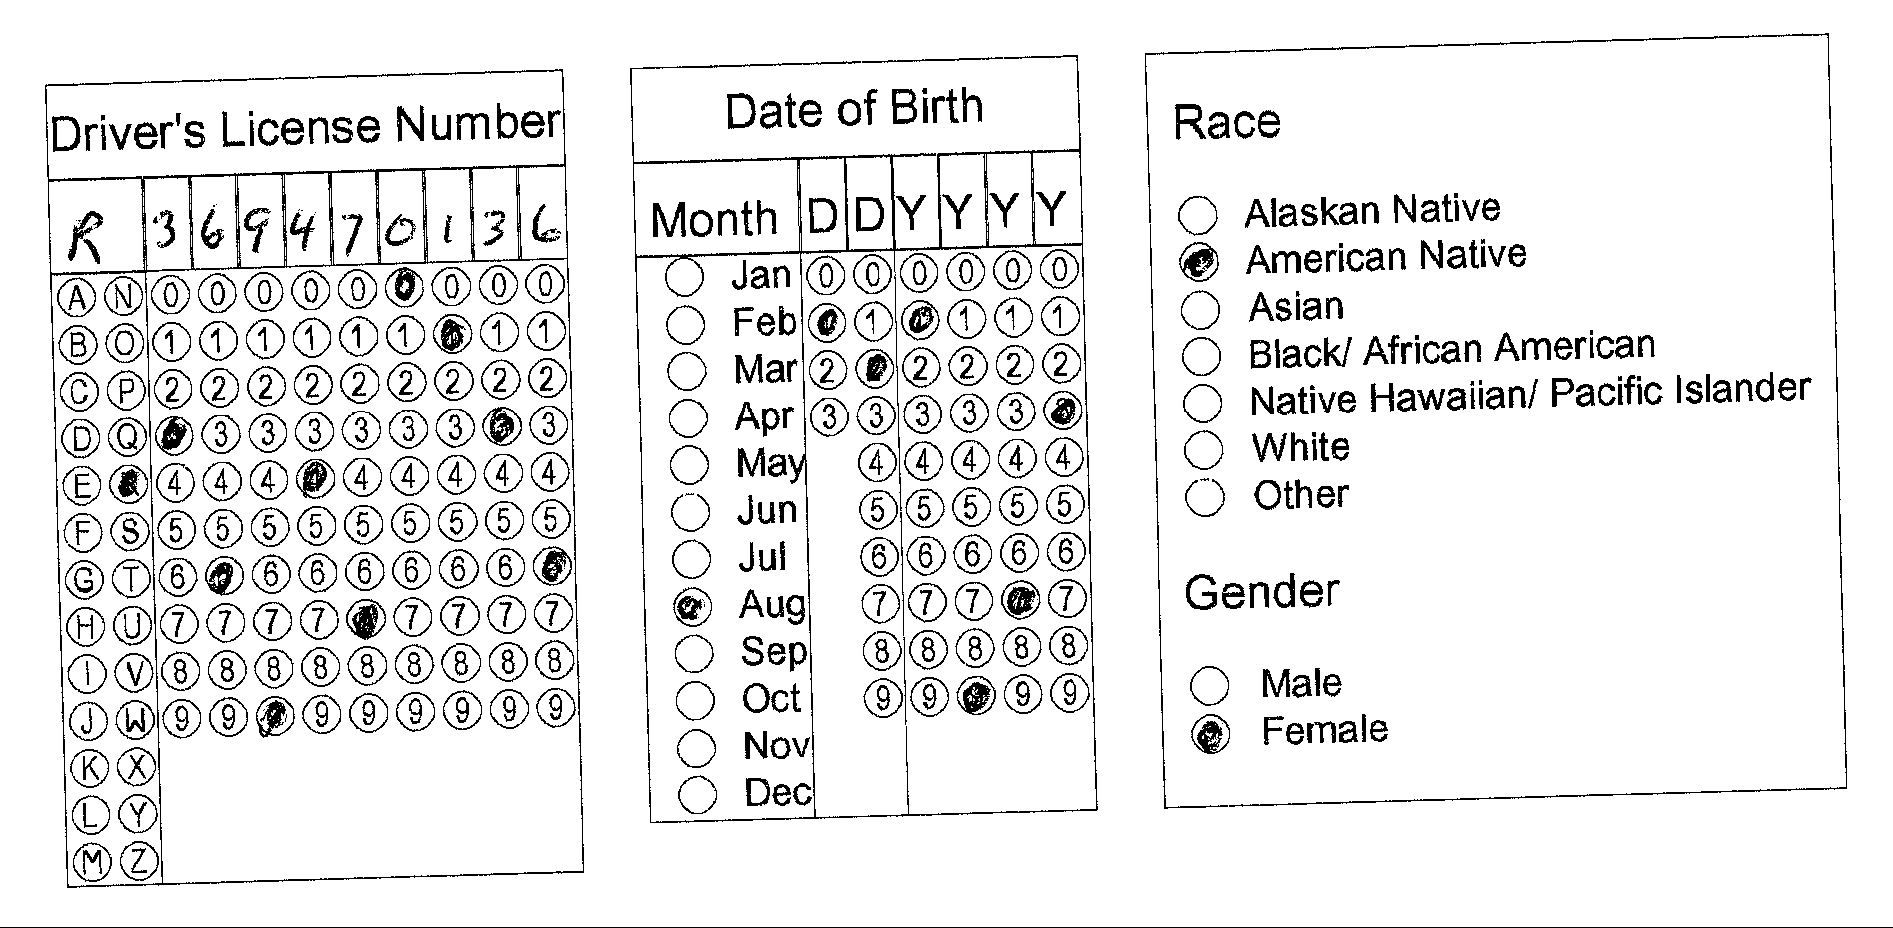 Driver's License Number
R 3 6 9 4 7 0 1 3 6
A N 0 0 0 0 0 0 0 0 0
B O 1 1 1 1 1 1 1 1 1
C P 2 2 2 2 2 2 2 2 2
D Q 3 3 3 3 3 3 3 3 3
E R 4 4 4 4 4 4 4 4 4
F S 5 5 5 5 5 5 5 5 5
G T 6 6 6 6 6 6 6 6 6
H U 7 7 7 7 7 7 7 7 7
I V 8 8 8 8 8 8 8 8 8
J W 9 9 9 9 9 9 9 9 9
K X
L Y
M Z
Date of Birth
Month D D Y Y Y Y
Jan 0 0 0 0 0 0
Feb 1 1 1 1 1 1
Mar 2 2 2 2 2 2
Apr 3 3 3 3 3 3
May 4 4 4 4 4
Jun 5 5 5 5 5
Jul 6 6 6 6 6
Aug 7 7 7 7 7
Sep 8 8 8 8 8
Oct 9 9 9 9 9
Nov
Dec
Race
Alaskan Native
American Native
Asian
Black/ African American
Native Hawaiian/ Pacific Islander
White
Other
Gender
Male
Female